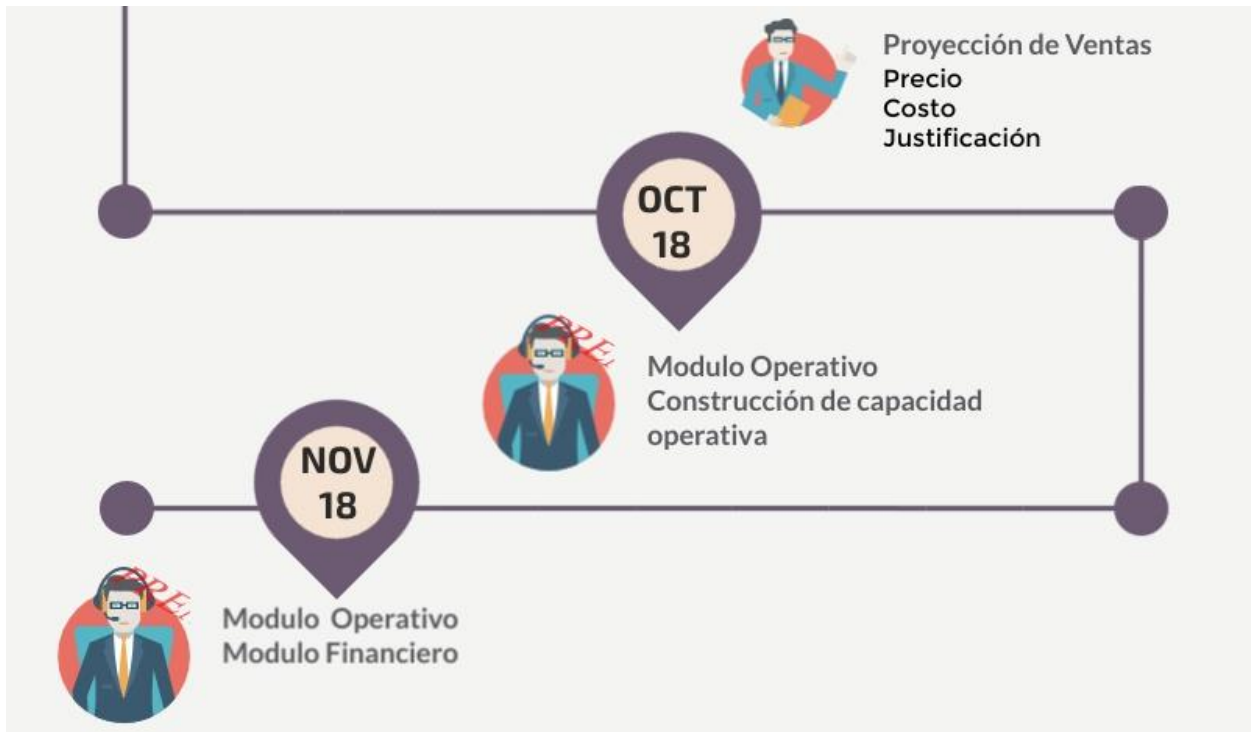 Proyección de Ventas
Precio
Costo
Justificación
OCT
18
Modulo Operativo
Construcción de capacidad
operativa
NOV
18
Modulo Operativo
Modulo Financiero